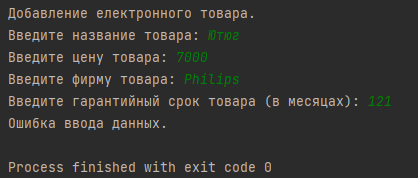 Добавление електронного товара.
Введите название товара: Ютюг
Введите цену товара: 7000
Введите фирму товара: Philips
Введите гарантийный срок товара (в месяцах): 121
Ошибка ввода данных.
Process finished with exit code 0